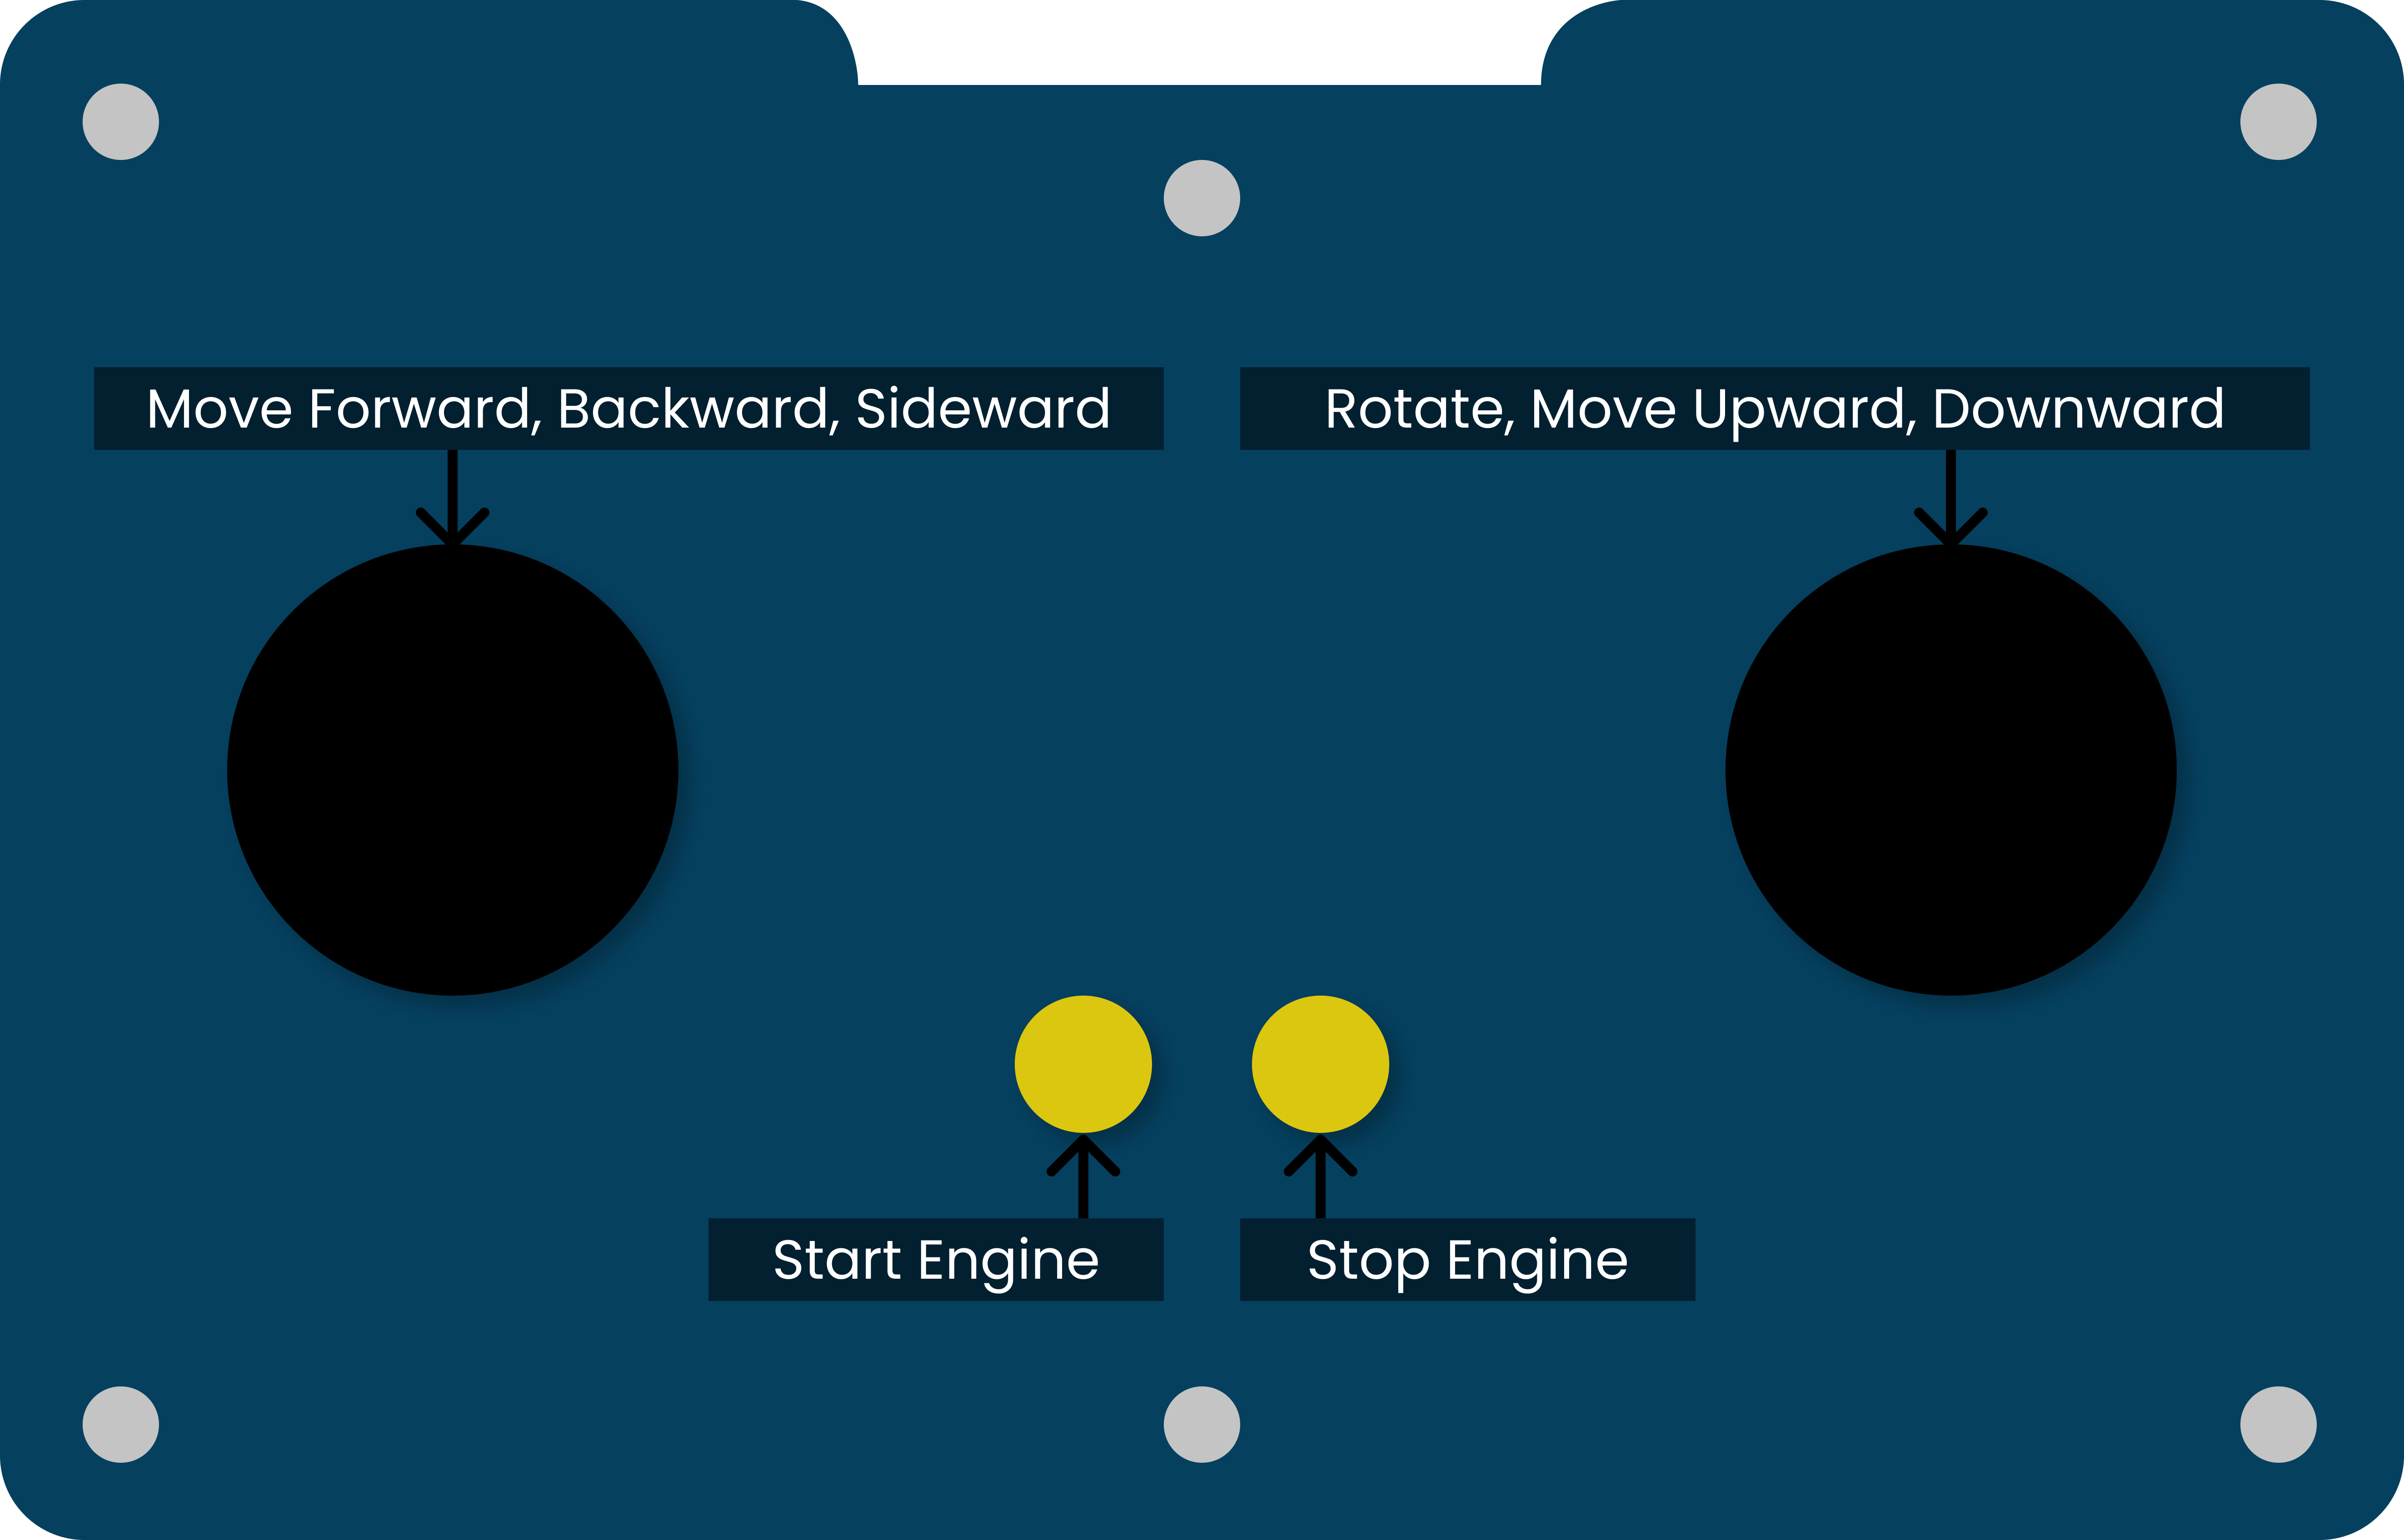 Move Forward, Backward, Sideward
Rotate, Move Upward, Downward
Start Engine
Stop Engine